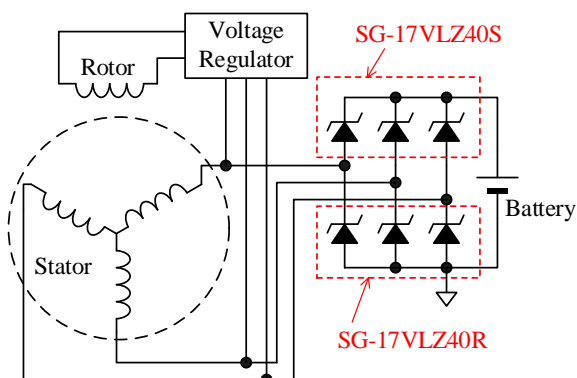 Voltage
Regulator
SG-17VLZ40S
Rotor
Battery
Stator
SG-17VLZ40R